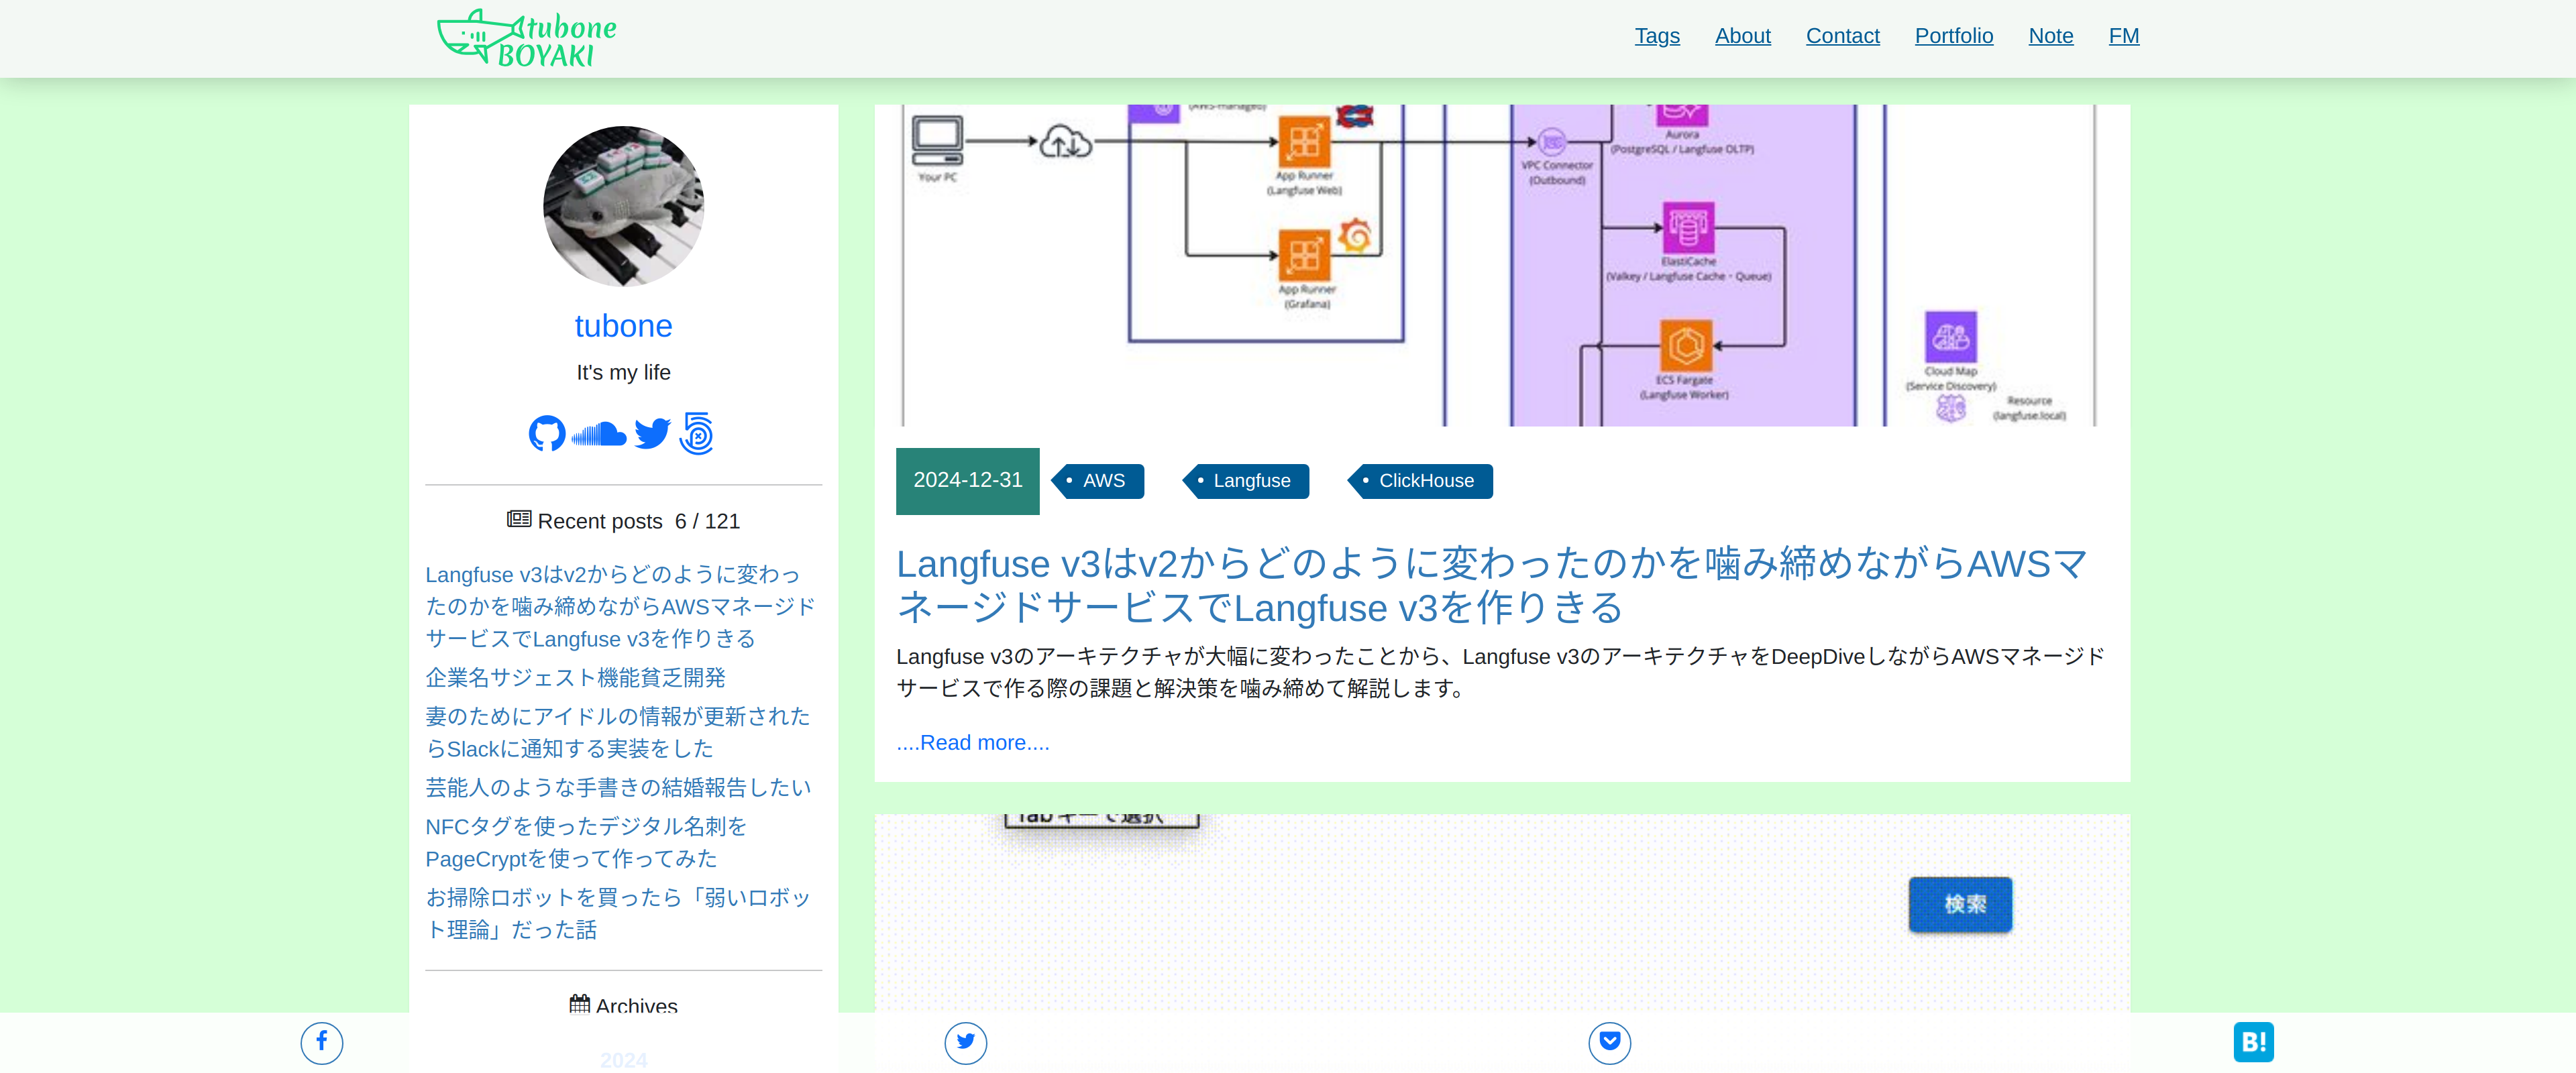 tubone
BOYAKI
Tags About Contact Portfolio Note FM
tubone
It's my life
Recent posts 6 / 121
Langfuse v3はv2からどのように変わっ
たのかを噛み締めながらAWSマネージド
サービスでLangfuse v3を作りきる
企業名サジェスト機能貧乏開発
妻のためにアイドルの情報が更新された
らSlackに通知する実装をした
芸能人のような手書きの結婚報告したい
NFCタグを使ったデジタル名刺を
PageCryptを使って作ってみた
お掃除ロボットを買ったら「弱いロボッ
ト理論」だった話
Archives
2024
(AWS-managed)
Your PC
App Runner
(Langfuse Web)
App Runner
(Grafana)
VPC Connector
(Outbound)
Aurora
(PostgreSQL / Langfuse OLTP)
ElastiCache
(Valkey / Langfuse Cache・Queue)
ECS Fargate
(Langfuse Worker)
Cloud Map
(Service Discovery)
Resource
(langfuse.local)
2024-12-31 AWS Langfuse ClickHouse
Langfuse v3はv2からどのように変わったのかを噛み締めながらAWSマ
ネージドサービスでLangfuse v3を作りきる
Langfuse v3のアーキテクチャが大幅に変わったことから、Langfuse v3のアーキテクチャをDeepDiveしながらAWSマネージド
サービスで作る際の課題と解決策を噛み締めて解説します。
....Read more....
Tab キーで選択
検索
B!